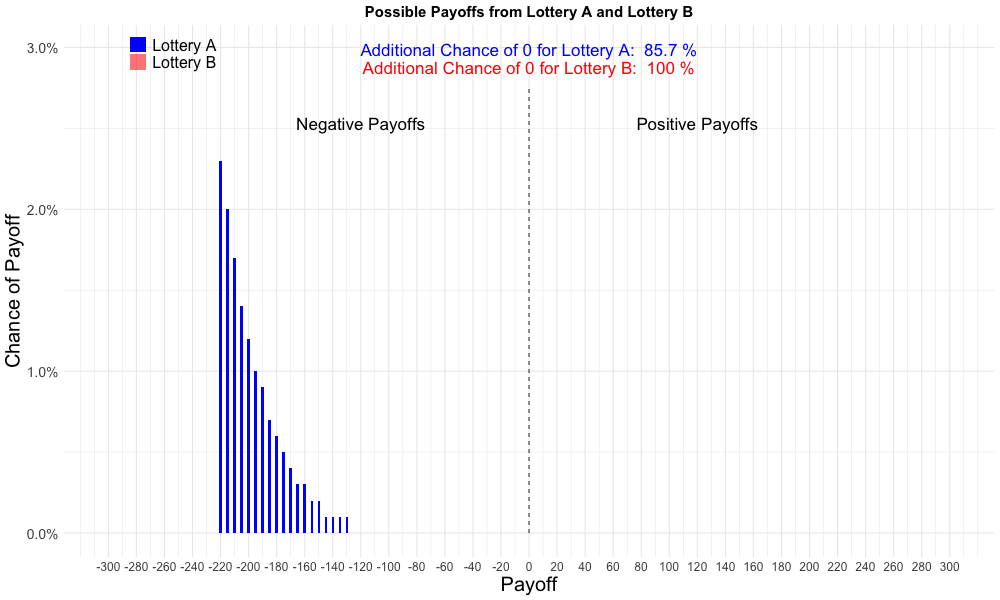 Possible Payoffs from Lottery A and Lottery B
Lottery A
Lottery B
Additional Chance of 0 for Lottery A:  85.7 %
Additional Chance of 0 for Lottery B:  100 %
Negative Payoffs
Positive Payoffs
Chance of Payoff
3.0%
2.0%
1.0%
0.0%
-300 -280 -260 -240 -220 -200 -180 -160 -140 -120 -100 -80 -60 -40 -20 0 20 40 60 80 100 120 140 160 180 200 220 240 260 280 300
Payoff